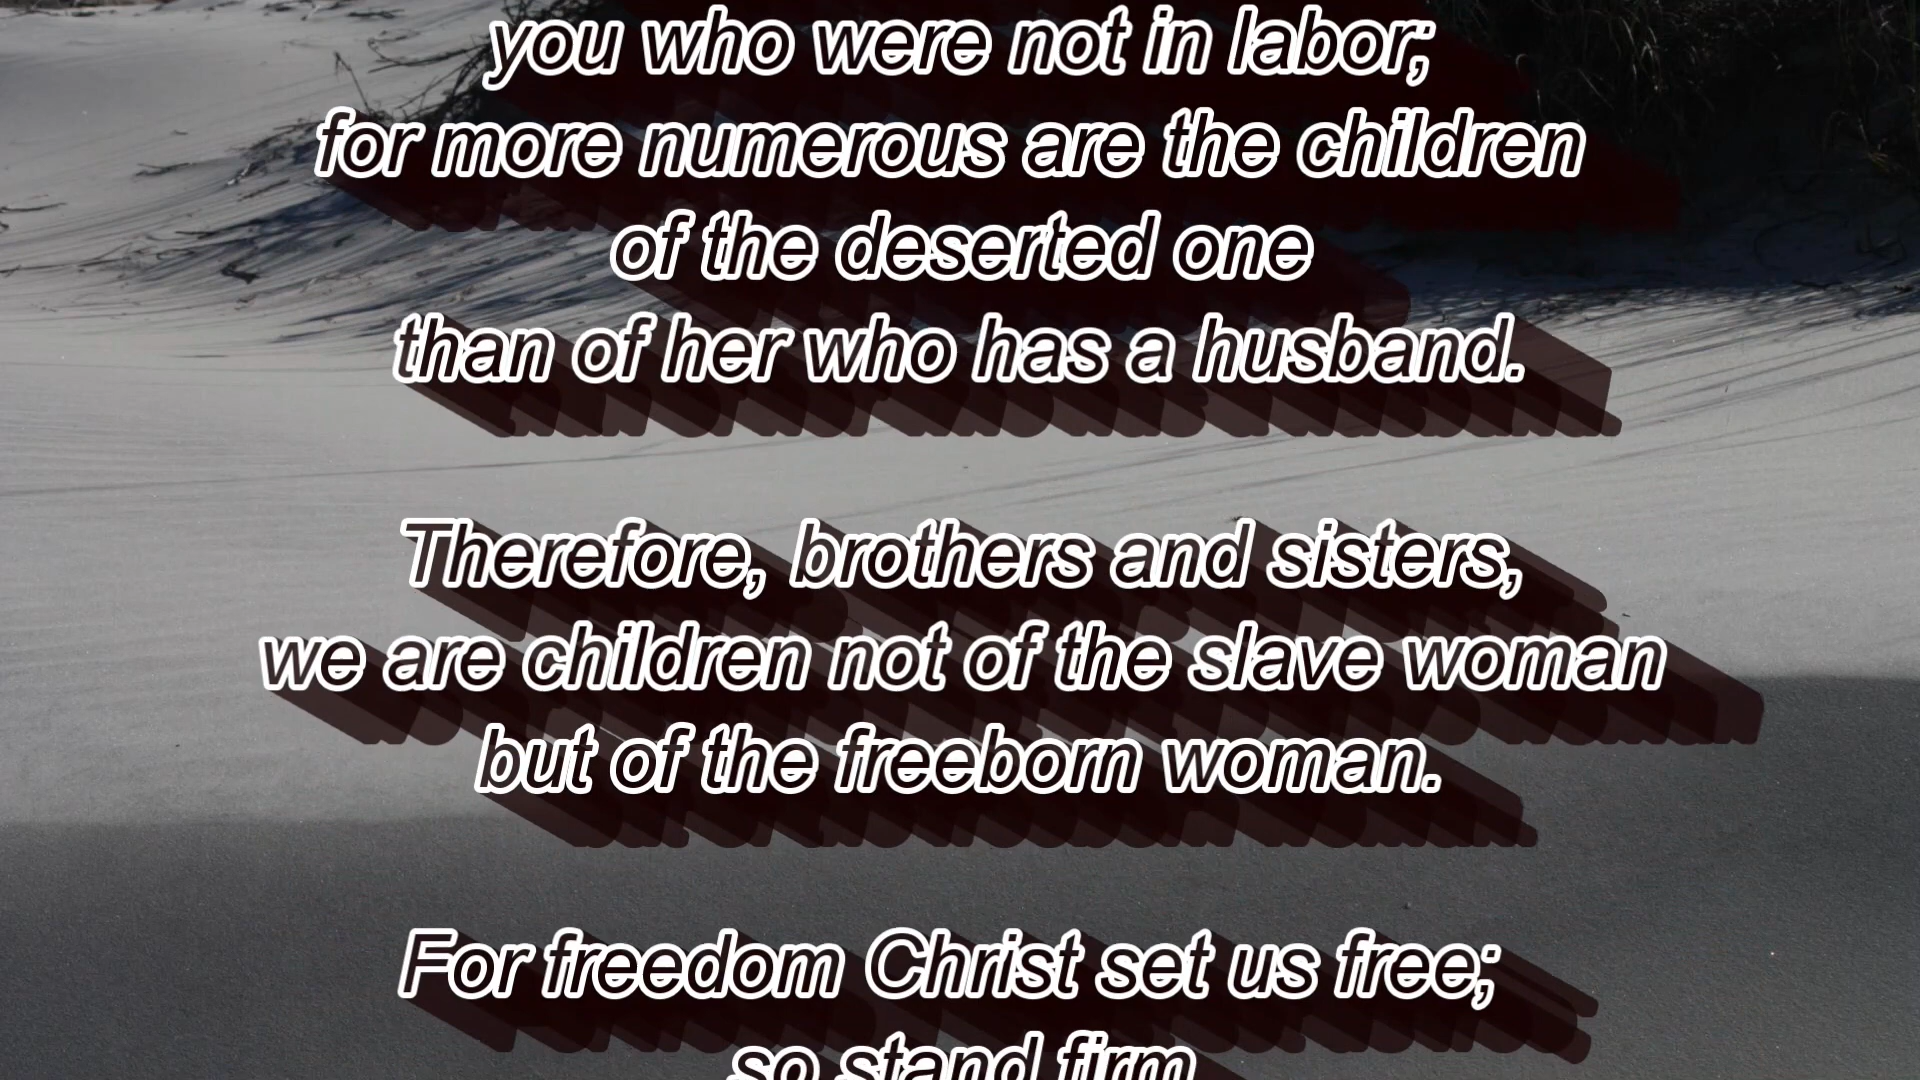 you who were not in labor;
for more numerous are the children
of the deserted one
than of her who has a husband.
Therefore, brothers and sisters,
we are children not of the slave woman
but of the freeborn woman.
For freedom Christ set us free;
so stand firm